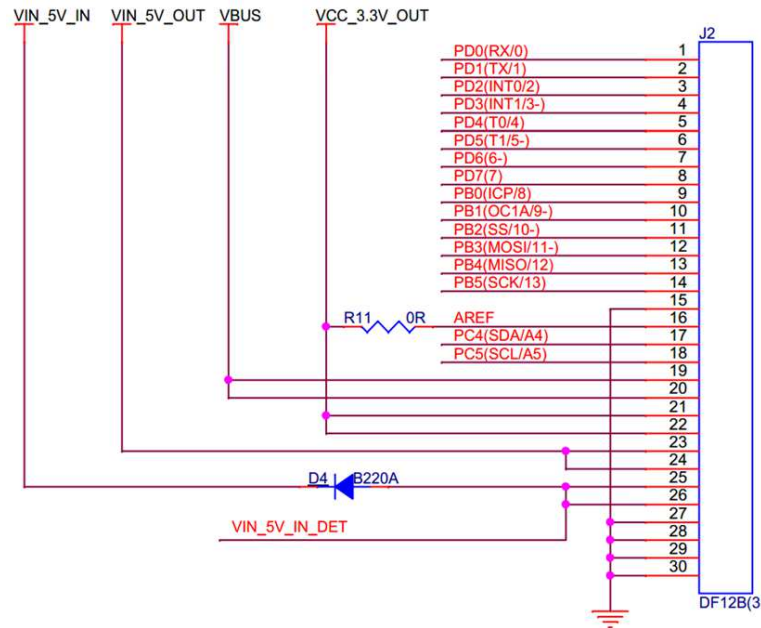 VIN_5V_IN VIN_5V_OUT VBUS VCC_3.3V_OUT
J2
PD0(RX/0) 1
PD1(TX/1) 2
PD2(INT0/2) 3
PD3(INT1/3-) 4
PD4(T0/4) 5
PD5(T1/5-) 6
PD6(6-) 7
PD7(7) 8
PB0(ICP/8) 9
PB1(OC1A/9-) 10
PB2(SS/10-) 11
PB3(MOSI/11-) 12
PB4(MISO/12) 13
PB5(SCK/13) 14
15
R11 0R AREF 16
PC4(SDA/A4) 17
PC5(SCL/A5) 18
19
20
21
22
23
24
D4 B220A 25
26
VIN_5V_IN_DET 27
28
29
30
DF12B(3